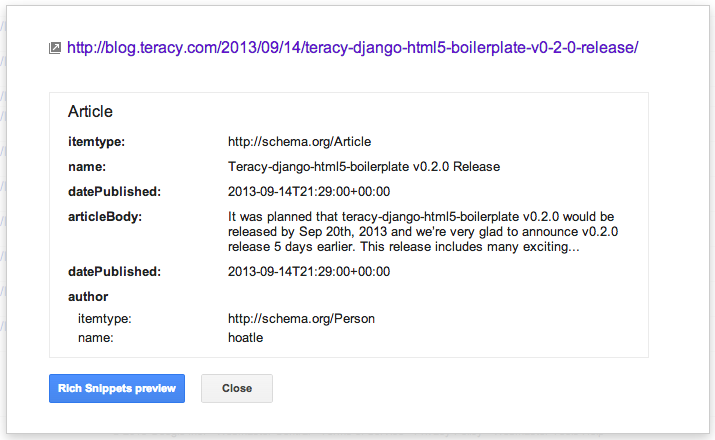 http://blog.teracy.com/2013/09/14/teracy-django-html5-boilerplate-v0-2-0-release/
Article
itemtype: http://schema.org/Article
name: Teracy-django-html5-boilerplate v0.2.0 Release
datePublished: 2013-09-14T21:29:00+00:00
articleBody: It was planned that teracy-django-html5-boilerplate v0.2.0 would be
released by Sep 20th, 2013 and we're very glad to announce v0.2.0
release 5 days earlier. This release includes many exciting...
datePublished: 2013-09-14T21:29:00+00:00
author
itemtype: http://schema.org/Person
name: hoatle
Rich Snippets preview Close